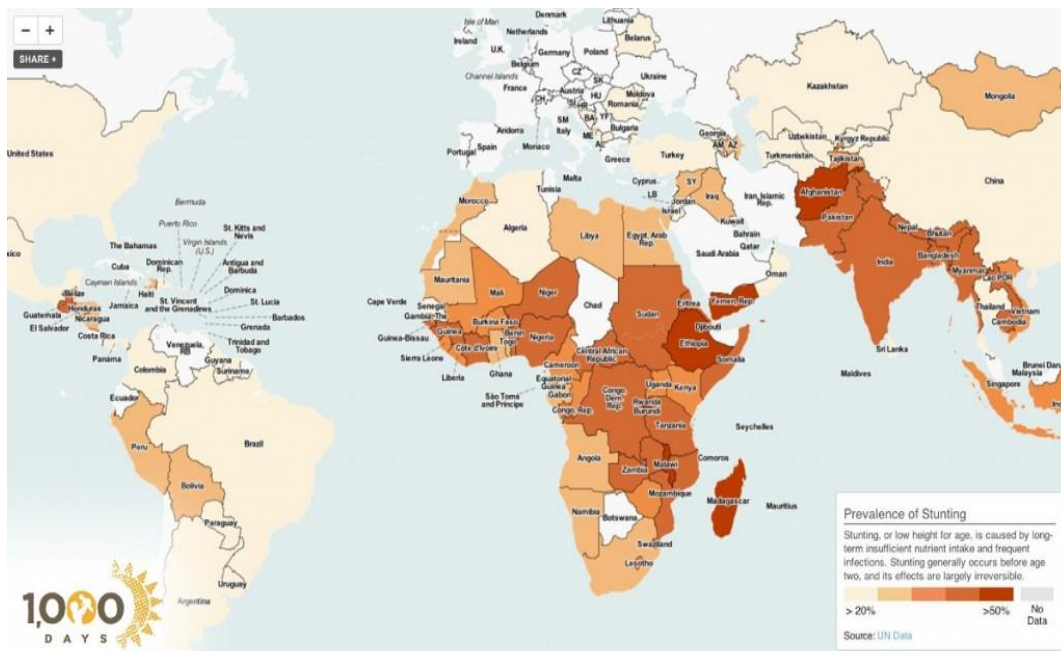 − +
SHARE +
Isle of Man
Denmark
Lithuania
Ireland
Netherlands
Belarus
U.K.
Germany
Poland
Belgium
Channel Islands
CZ
Ukraine
France
SK
CH
Austria
HU
Moldova
Kazakhstan
Mongolia
SI
HR
Romania
Andorra
SM
BA
YF
Italy
ME
Bulgaria
Georgia
Uzbekistan
Kyrgyz Republic
Portugal
Spain
Monaco
AM
AZ
United States
Greece
Turkey
Turkmenistan
Tajikistan
China
Malta
Cyprus
SY
Tunisia
LB
Iraq
Iran, Islamic
Rep.
Afghanistan
Bermuda
Morocco
Israel
Jordan
Puerto Rico
St. Kitts and
Nevis
Kuwait
Pakistan
Algeria
Libya
Egypt, Arab
Rep.
Bahrain
Nepal
Bhutan
Virgin Islands
(U.S.)
Qatar
The Bahamas
Antigua and
Barbuda
Saudi Arabia
India
Bangladesh
Cuba
Dominican
Rep.
Oman
Myanmar
Lao PDR
Cayman Islands
Dominica
Mauritania
Mali
Niger
Belize
Haiti
Cape Verde
Chad
Eritrea
Yemen, Rep.
Thailand
Vietnam
Honduras
Jamaica
St. Vincent
and the Grenadines
St. Lucia
Senegal
Gambia, The
Sudan
Guatemala
Nicaragua
Barbados
Burkina Faso
Djibouti
Cambodia
El Salvador
Grenada
Guinea-Bissau
Guinea
Benin
Togo
Nigeria
Ethiopia
Costa Rica
Trinidad and
Tobago
Côte d'Ivoire
Central African
Republic
Somalia
Sri Lanka
Panama
Venezuela,
RB
Sierra Leone
Cameroon
Guyana
Liberia
Ghana
Equatorial
Guinea
Maldives
Brunei Dar
Colombia
Suriname
Gabon
Congo,
Dem.
Rep.
Uganda
Kenya
Malaysia
Singapore
Ecuador
São Tomé
and Principe
Congo, Rep.
Rwanda
Burundi
Tanzania
Seychelles
Peru
Brazil
Angola
Zambia
Malawi
Comoros
Bolivia
Mozambique
Madagascar
Mauritius
Namibia
Botswana
Paraguay
Swaziland
Lesotho
Uruguay
Argentina
Prevalence of Stunting
Stunting, or low height for age, is caused by long-
term insufficient nutrient intake and frequent
infections. Stunting generally occurs before age
two, and its effects are largely irreversible.
> 20%
>50%
No
Data
Source: UN Data
1,000
DAYS